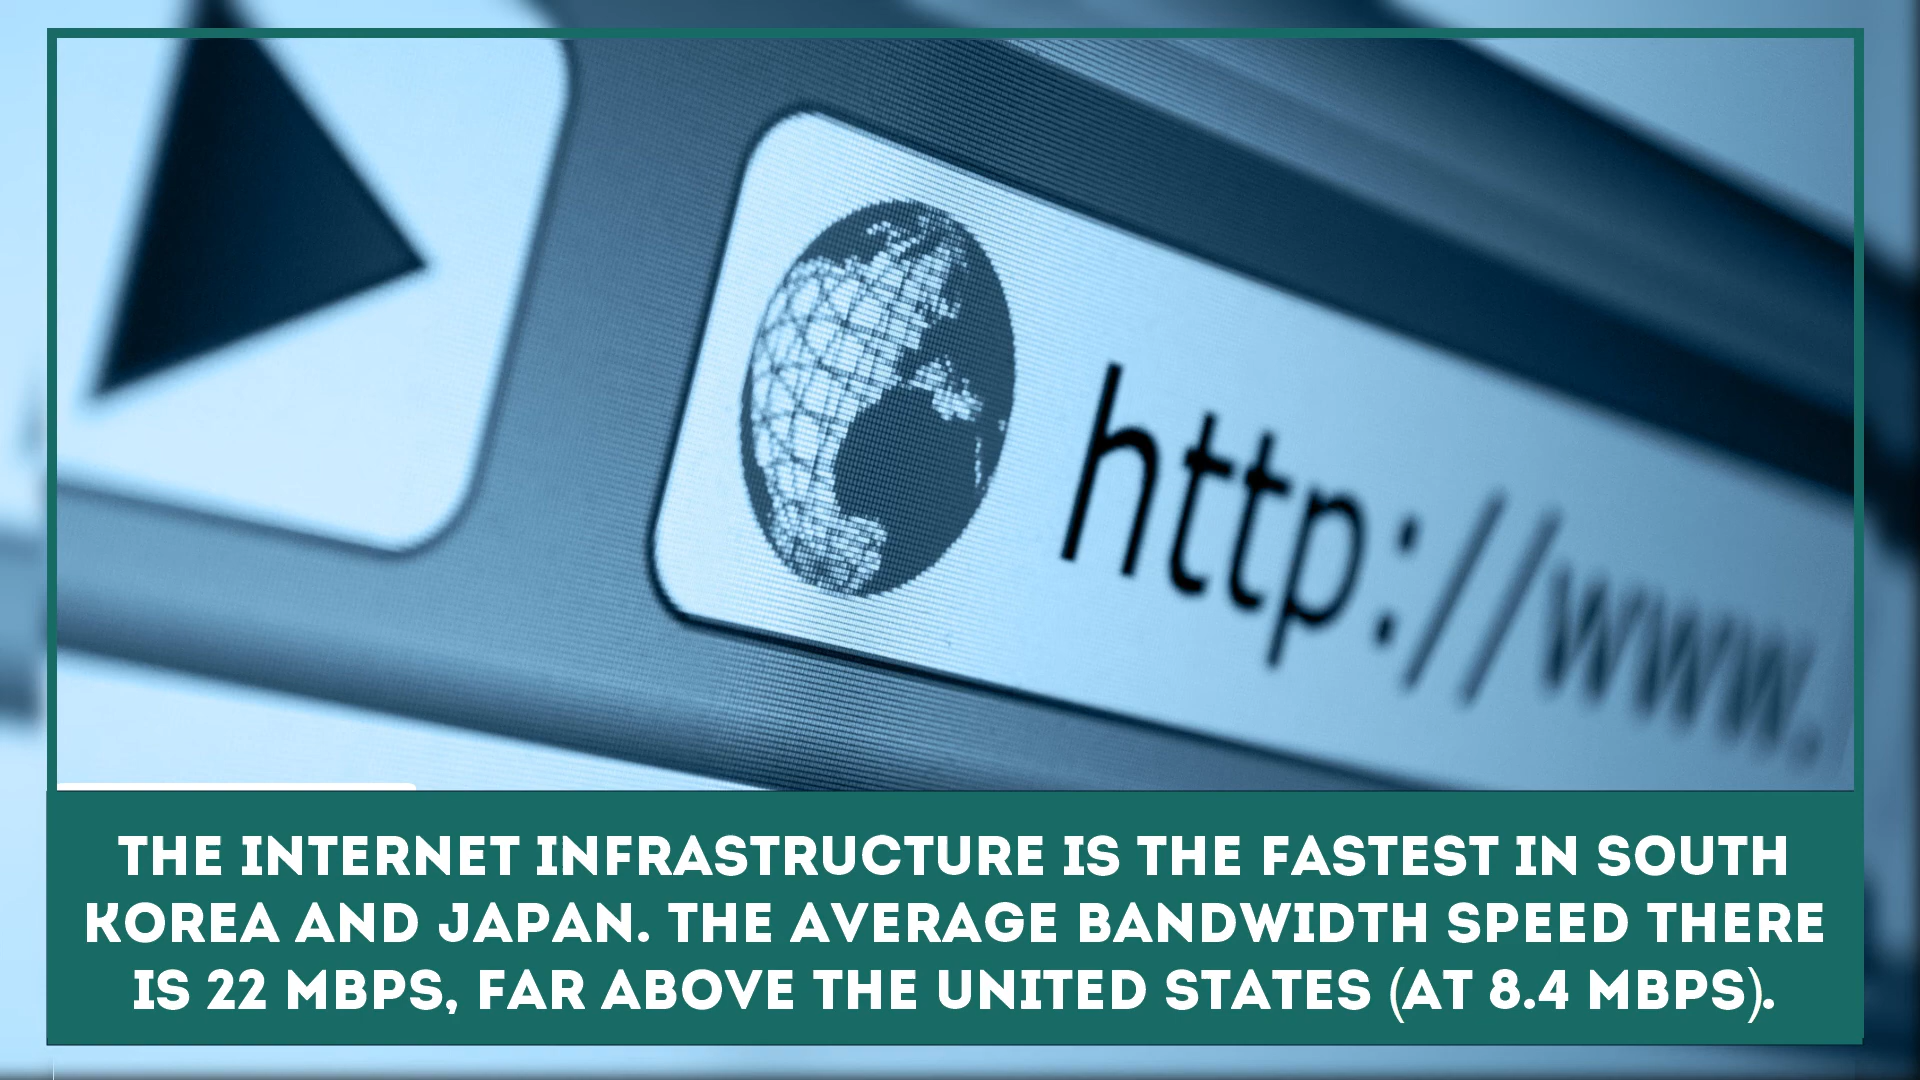 http://www.
THE INTERNET INFRASTRUCTURE IS THE FASTEST IN SOUTH
KOREA AND JAPAN. THE AVERAGE BANDWIDTH SPEED THERE
IS 22 MBPS, FAR ABOVE THE UNITED STATES (AT 8.4 MBPS).